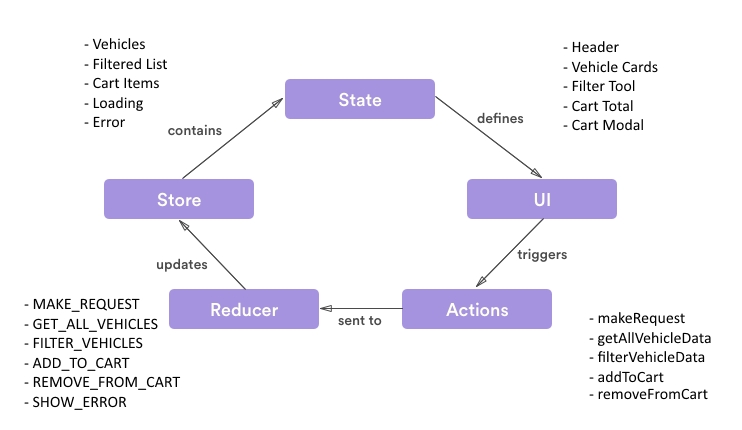 - Vehicles
- Filtered List
- Cart Items
- Loading
- Error
- Header
- Vehicle Cards
- Filter Tool
- Cart Total
- Cart Modal
State
contains
defines
Store
UI
updates
triggers
Reducer
sent to
Actions
- MAKE_REQUEST
- GET_ALL_VEHICLES
- FILTER_VEHICLES
- ADD_TO_CART
- REMOVE_FROM_CART
- SHOW_ERROR
- makeRequest
- getAllVehicleData
- filterVehicleData
- addToCart
- removeFromCart